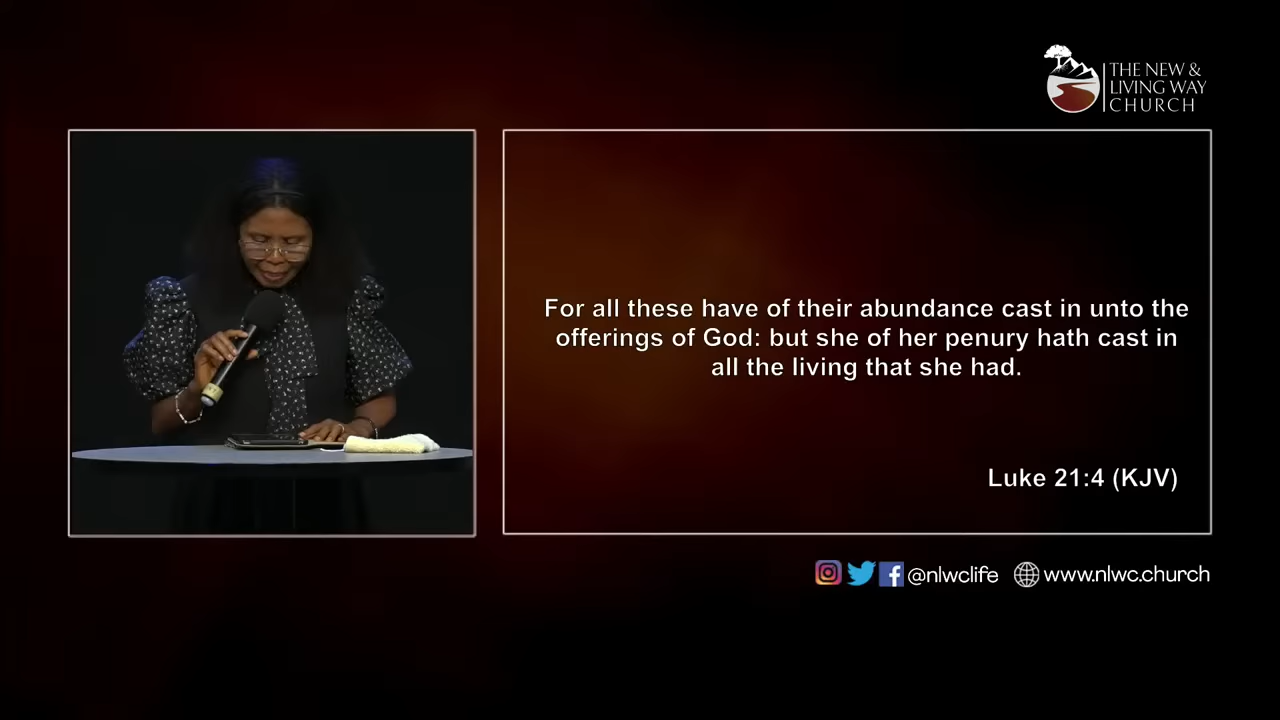 THE NEW &
LIVING WAY
CHURCH
For all these have of their abundance cast in unto the
offerings of God: but she of her penury hath cast in
all the living that she had.
Luke 21:4 (KJV)
@nlwclife www.nlwc.church